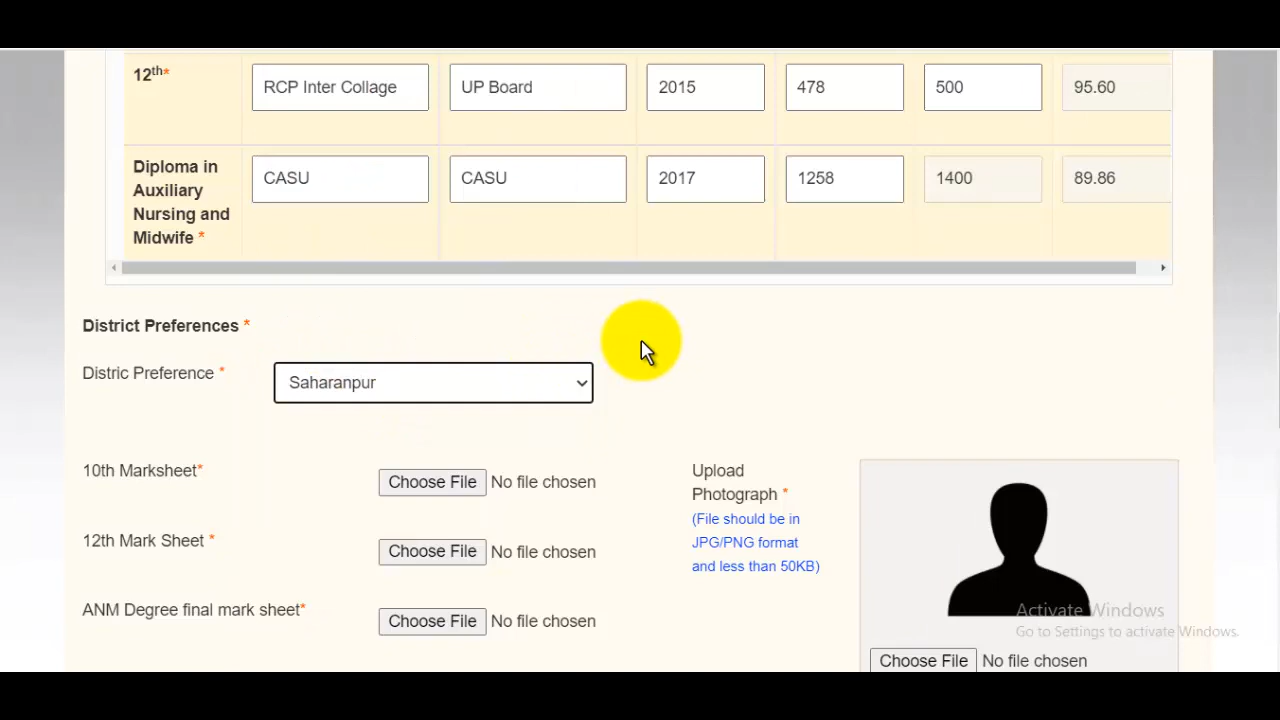 12th* RCP Inter Collage UP Board 2015 478 500 95.60
Diploma in
Auxiliary
Nursing and
Midwife *
CASU CASU 2017 1258 1400 89.86
District Preferences *
Distric Preference * Saharanpur
10th Marksheet* Choose File No file chosen
12th Mark Sheet * Choose File No file chosen
ANM Degree final mark sheet* Choose File No file chosen
Upload
Photograph *
(File should be in
JPG/PNG format
and less than 50KB)
Choose File No file chosen
Activate Windows
Go to Settings to activate Windows.